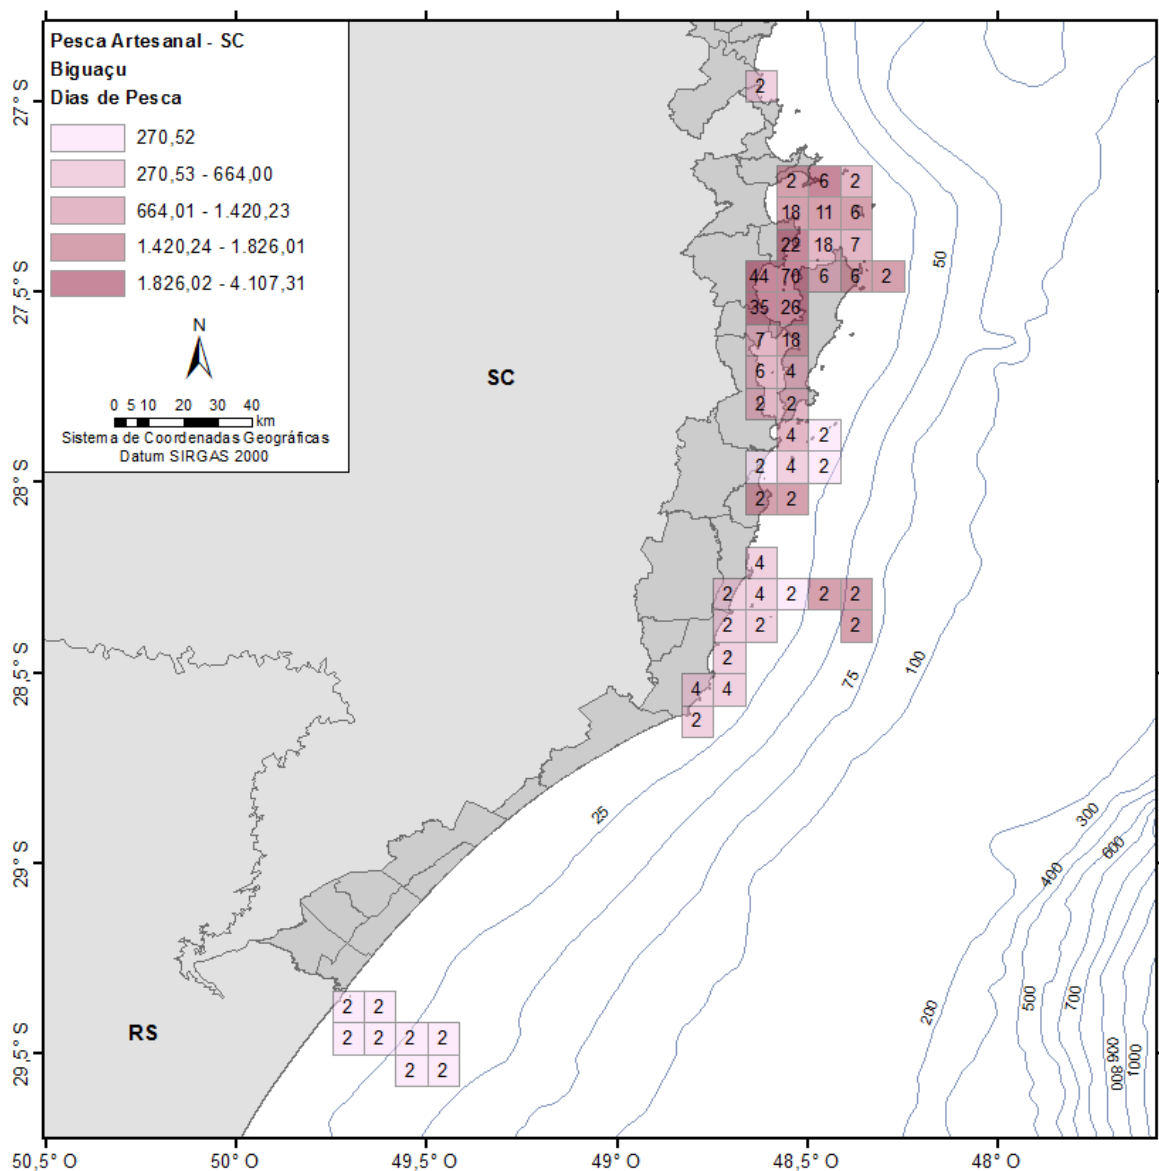 Pesca Artesanal - SC
Biguaçu
Dias de Pesca
270,52
270,53 - 664,00
664,01 - 1.420,23
1.420,24 - 1.826,01
1.826,02 - 4.107,31
N
0 5 10 20 30 40
km
Sistema de Coordenadas Geográficas
Datum SIRGAS 2000
SC
RS
27° S
27,5° S
28° S
28,5° S
29° S
29,5° S
2
2 6 2
18 11 6
22 18 7
44 70 6 6 2
35 26
7 18
6 4
2 2
4 2
2 4 2
2 2
4
2 4 2 2 2
2 2 2
2
4 4
2
2 2
2 2 2 2
2 2
50
75
100
25
300
400
600
200
500
700
800
900
1000
50,5° O 50° O 49,5° O 49° O 48,5° O 48° O